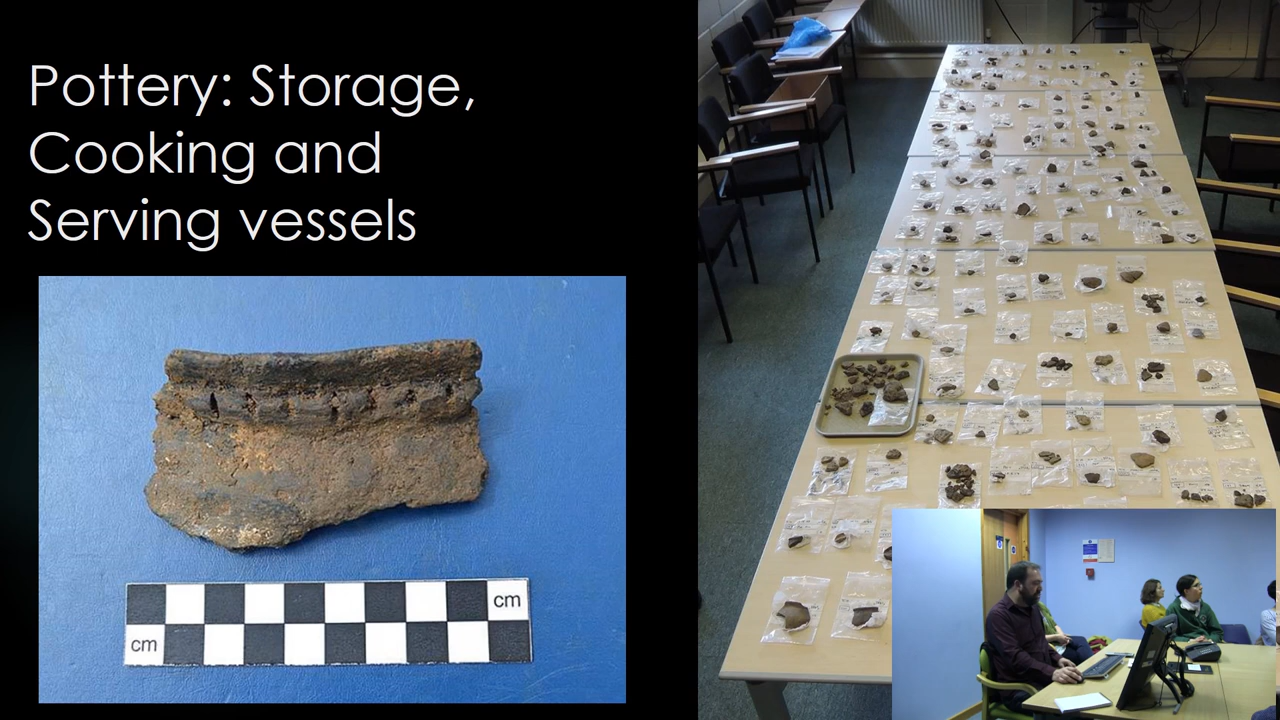 Pottery: Storage,
Cooking and
Serving vessels
cm
cm